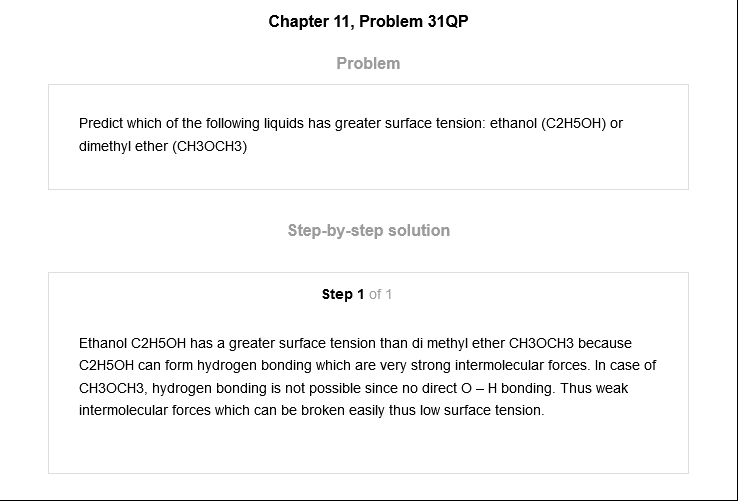 Chapter 11, Problem 31QP
Problem
Predict which of the following liquids has greater surface tension: ethanol (C2H5OH) or
dimethyl ether (CH3OCH3)
Step-by-step solution
Step 1 of 1
Ethanol C2H5OH has a greater surface tension than di methyl ether CH3OCH3 because
C2H5OH can form hydrogen bonding which are very strong intermolecular forces. In case of
CH3OCH3, hydrogen bonding is not possible since no direct O – H bonding. Thus weak
intermolecular forces which can be broken easily thus low surface tension.